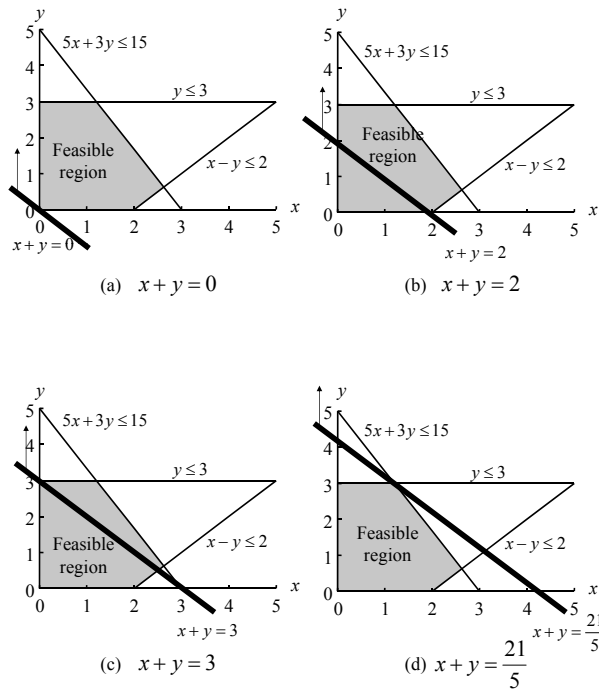 y
5
5x+3y≤15
4
3
y≤3
2
Feasible
region
x−y≤2
1
0
0 1 2 3 4 5 x
x+y=0
(a) x+y=0
y
5
5x+3y≤15
4
3
y≤3
2
Feasible
region
x−y≤2
1
0
0 1 2 3 4 5 x
x+y=2
(b) x+y=2
y
5
5x+3y≤15
4
3
y≤3
2
1
Feasible
region
x−y≤2
0
0 1 2 3 4 5 x
x+y=3
(c) x+y=3
y
5
5x+3y≤15
4
3
y≤3
2
Feasible
region
x−y≤2
1
0
0 1 2 3 4 5 x
x+y=21/5
(d) x+y=21/5